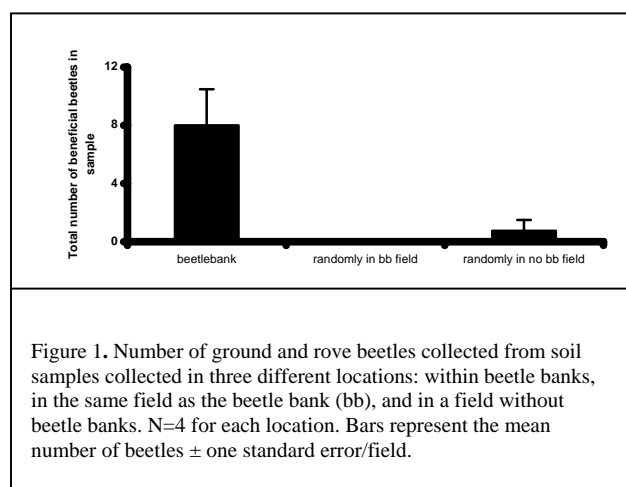 Total number of beneficial beetles in
sample
12
8
4
0
beetlebank
randomly in bb field
randomly in no bb field
Figure 1. Number of ground and rove beetles collected from soil
samples collected in three different locations: within beetle banks,
in the same field as the beetle bank (bb), and in a field without
beetle banks. N=4 for each location. Bars represent the mean
number of beetles ± one standard error/field.